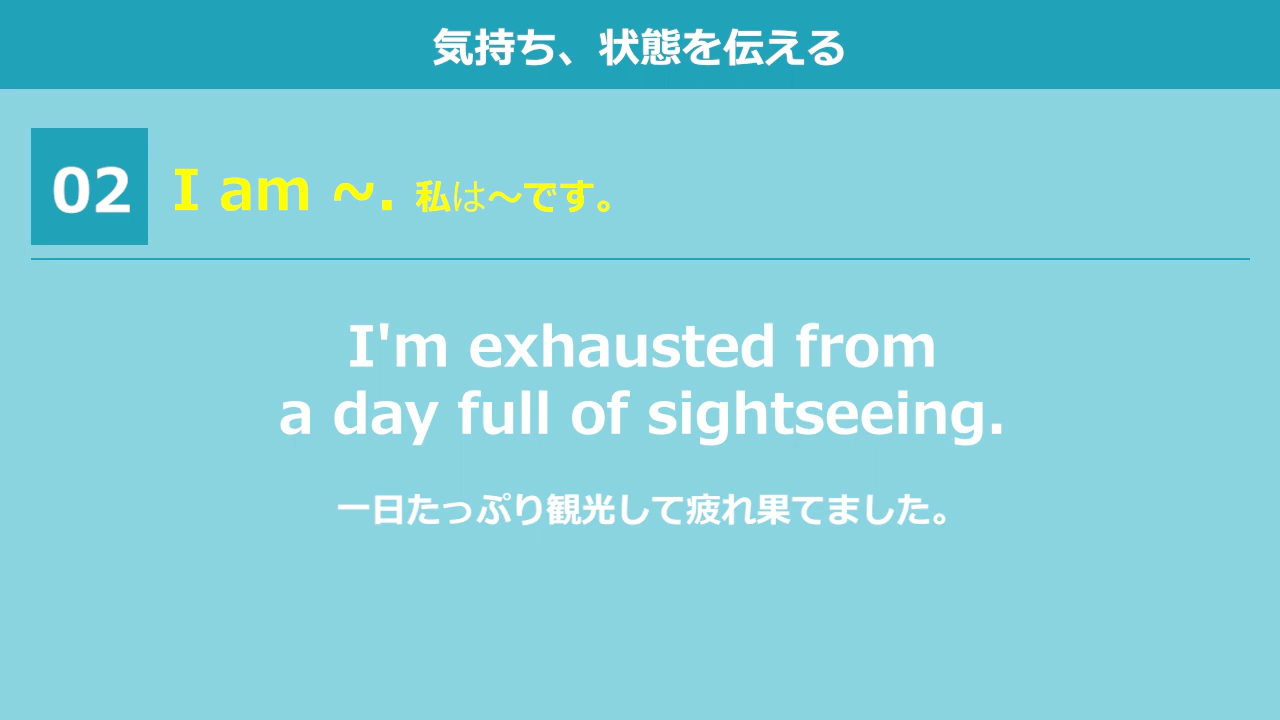 気持ち、状態を伝える
02 I am ~. 私は〜です。
I'm exhausted from
a day full of sightseeing.
一日たっぷり観光して疲れ果てました。